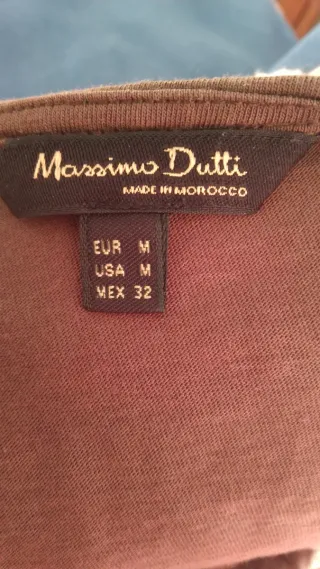 Massimo Dutti
MADE IN MOROCCO
EUR M
USA M
MEX 32